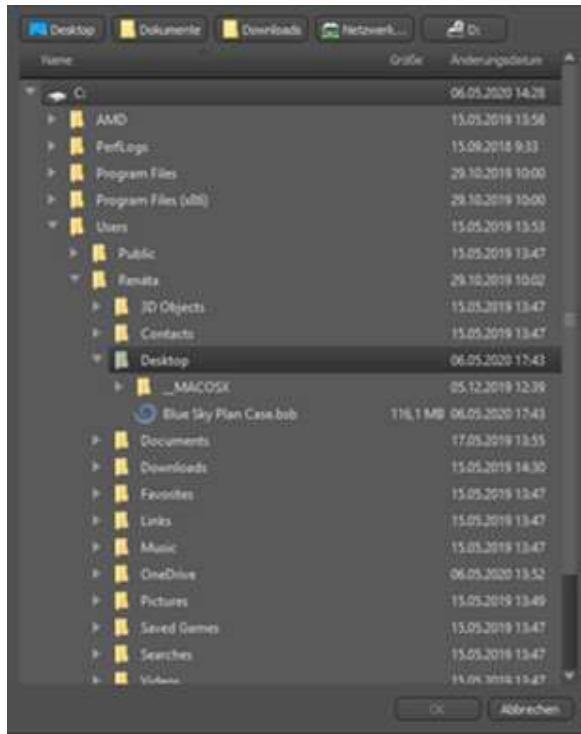 Desktop Dokumente Downloads Netzwerk... D:
Name Größe Änderungsdatum
C: 06.05.2020 14:28
AMD 15.05.2019 13:56
PerfLogs 15.09.2018 9:33
Program Files 29.10.2019 10:00
Program Files (x86) 29.10.2019 10:00
Users 15.05.2019 13:53
Public 15.05.2019 13:47
Renáta 29.10.2019 10:02
3D Objects 15.05.2019 13:47
Contacts 15.05.2019 13:47
Desktop 06.05.2020 17:43
__MACOSX 05.12.2019 12:39
Blue Sky Plan Case.bsb 116,1 MB 06.05.2020 17:43
Documents 17.05.2019 13:55
Downloads 15.05.2019 14:30
Favorites 15.05.2019 13:47
Links 15.05.2019 13:47
Music 15.05.2019 13:47
OneDrive 06.05.2020 13:52
Pictures 15.05.2019 13:49
Saved Games 15.05.2019 13:47
Searches 15.05.2019 13:47
Videos 15.05.2019 13:47
OK Abbrechen